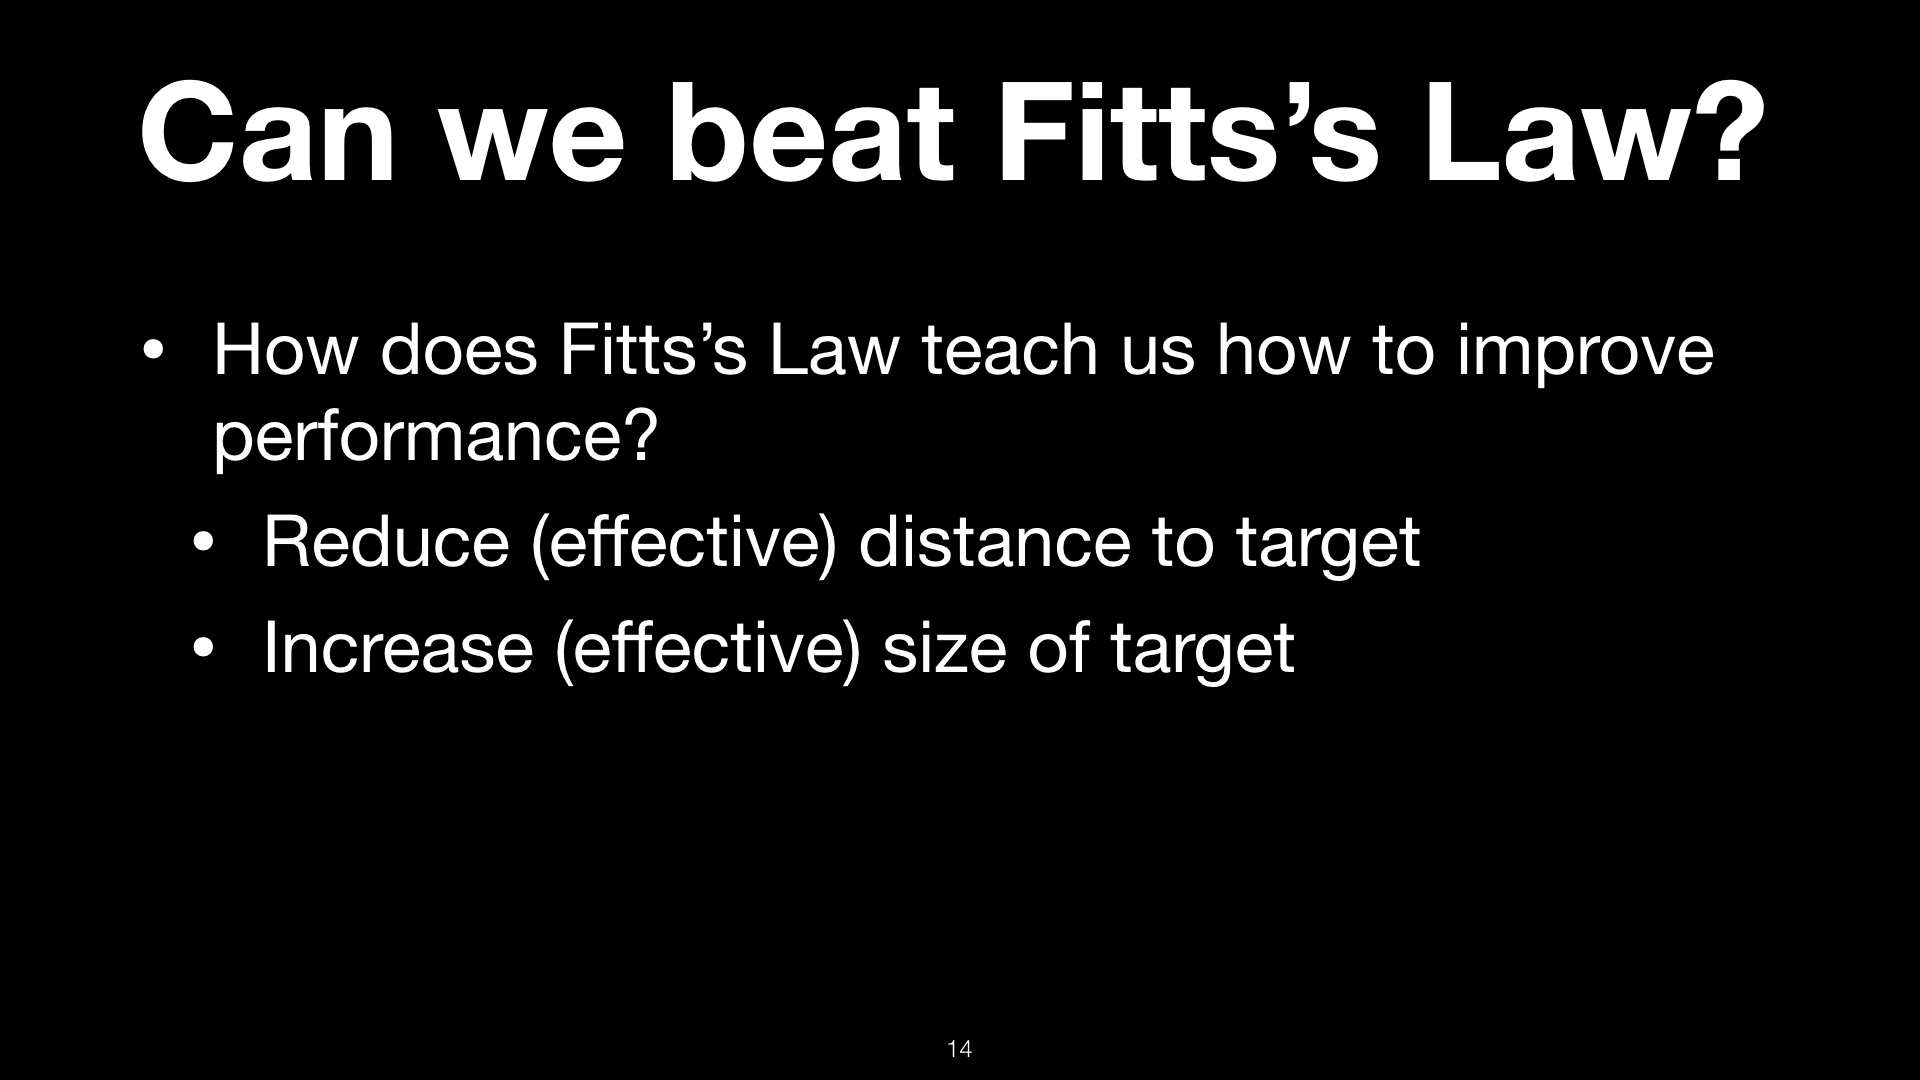 Can we beat Fitts’s Law?
• How does Fitts’s Law teach us how to improve
performance?
• Reduce (effective) distance to target
• Increase (effective) size of target
14